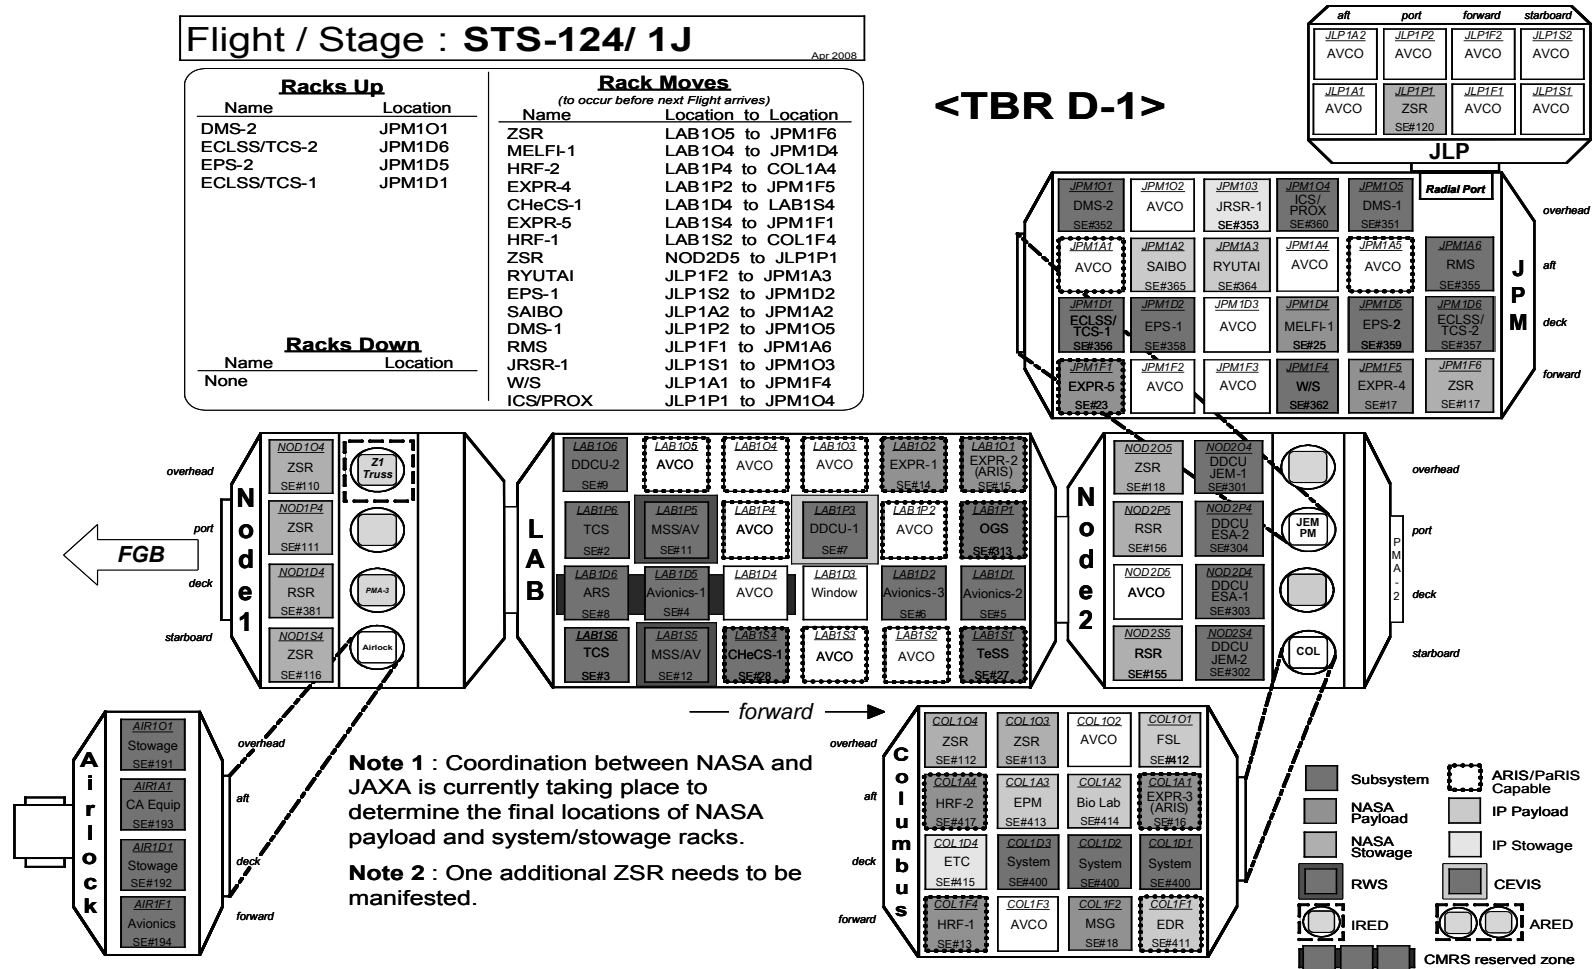 Flight / Stage : STS-124/ 1J
Apr 2008
Racks Up
Name Location
DMS-2 JPM1O1
ECLSS/TCS-2 JPM1D6
EPS-2 JPM1D5
ECLSS/TCS-1 JPM1D1
Racks Down
Name Location
None
Rack Moves
(to occur before next Flight arrives)
Name Location to Location
ZSR LAB1O5 to JPM1F6
MELFI-1 LAB1O4 to JPM1D4
HRF-2 LAB1P4 to COL1A4
EXPR-4 LAB1P2 to JPM1F5
CHeCS-1 LAB1D4 to LAB1S4
EXPR-5 LAB1S4 to JPM1F1
HRF-1 LAB1S2 to COL1F4
ZSR NOD2D5 to JLP1P1
RYUTAI JLP1F2 to JPM1A3
EPS-1 JLP1S2 to JPM1D2
SAIBO JLP1A2 to JPM1A2
DMS-1 JLP1P2 to JPM1O5
RMS JLP1F1 to JPM1A6
JRSR-1 JLP1S1 to JPM1O3
W/S JLP1A1 to JPM1F4
ICS/PROX JLP1P1 to JPM1O4
<TBR D-1>
aft port forward starboard
JLP1A2 JLP1P2 JLP1F2 JLP1S2
AVCO AVCO AVCO AVCO
JLP1A1 JLP1P1 JLP1F1 JLP1S1
AVCO ZSR AVCO AVCO
SE#120
JLP
Radial Port
JPM1O1 JPM1O2 JPM103 JPM1O4 JPM1O5
DMS-2 AVCO JRSR-1 ICS/ PROX DMS-1
SE#352 SE#353 SE#360 SE#351
overhead
JPM1A1 JPM1A2 JPM1A3 JPM1A4 JPM1A5 JPM1A6
AVCO SAIBO RYUTAI AVCO AVCO RMS
SE#365 SE#364 SE#355
aft
JPM1D1 JPM1D2 JPM1D3 JPM1D4 JPM1D5 JPM1D6
ECLSS/ TCS-1 EPS-1 AVCO MELFI-1 EPS-2 ECLSS/ TCS-2
SE#356 SE#358 SE#25 SE#359 SE#357
deck
JPM1F1 JPM1F2 JPM1F3 JPM1F4 JPM1F5 JPM1F6
EXPR-5 AVCO AVCO W/S EXPR-4 ZSR
SE#23 SE#362 SE#17 SE#117
forward
JPM
FGB
overhead
port
deck
starboard
Node1
NOD1O4
ZSR
SE#110
NOD1P4
ZSR
SE#111
NOD1D4
RSR
SE#381
NOD1S4
ZSR
SE#116
Z1
Truss
PMA-3
Airlock
LAB
LAB1O6 LAB1O5 LAB1O4 LAB1O3 LAB1O2 LAB1O1
DDCU-2 AVCO AVCO AVCO EXPR-1 EXPR-2 (ARIS)
SE#9 SE#14 SE#15
LAB1P6 LAB1P5 LAB1P4 LAB1P3 LAB1P2 LAB1P1
TCS MSS/AV AVCO DDCU-1 AVCO OGS
SE#2 SE#11 SE#7 SE#313
LAB1D6 LAB1D5 LAB1D4 LAB1D3 LAB1D2 LAB1D1
ARS Avionics-1 AVCO Window Avionics-3 Avionics-2
SE#8 SE#4 SE#6 SE#5
LAB1S6 LAB1S5 LAB1S4 LAB1S3 LAB1S2 LAB1S1
TCS MSS/AV CHeCS-1 AVCO AVCO TeSS
SE#3 SE#12 SE#28 SE#27
Node2
NOD2O5 NOD2O4
ZSR DDCU JEM-1
SE#118 SE#301
NOD2P5 NOD2P4
RSR DDCU ESA-2
SE#156 SE#304
NOD2D5 NOD2D4
AVCO DDCU ESA-1
SE#303
NOD2S5 NOD2S4
RSR DDCU JEM-2
SE#155 SE#302
JEM
PM
COL
PMA-2
overhead
port
deck
starboard
forward
Airlock
AIR1O1
Stowage
SE#191
AIR1A1
CA Equip
SE#193
AIR1D1
Stowage
SE#192
AIR1F1
Avionics
SE#194
overhead
aft
deck
forward
Note 1 : Coordination between NASA and
JAXA is currently taking place to
determine the final locations of NASA
payload and system/stowage racks.
Note 2 : One additional ZSR needs to be
manifested.
overhead
aft
deck
forward
Columbus
COL1O4 COL1O3 COL1O2 COL1O1
ZSR ZSR AVCO FSL
SE#112 SE#113 SE#412
COL1A4 COL1A3 COL1A2 COL1A1
HRF-2 EPM Bio Lab EXPR-3 (ARIS)
SE#417 SE#413 SE#414 SE#16
COL1D4 COL1D3 COL1D2 COL1D1
ETC System System System
SE#415 SE#400 SE#400 SE#400
COL1F4 COL1F3 COL1F2 COL1F1
HRF-1 AVCO MSG EDR
SE#13 SE#18 SE#411
Subsystem
NASA
Payload
NASA
Stowage
RWS
IRED
ARIS/PaRIS
Capable
IP Payload
IP Stowage
CEVIS
ARED
CMRS reserved zone